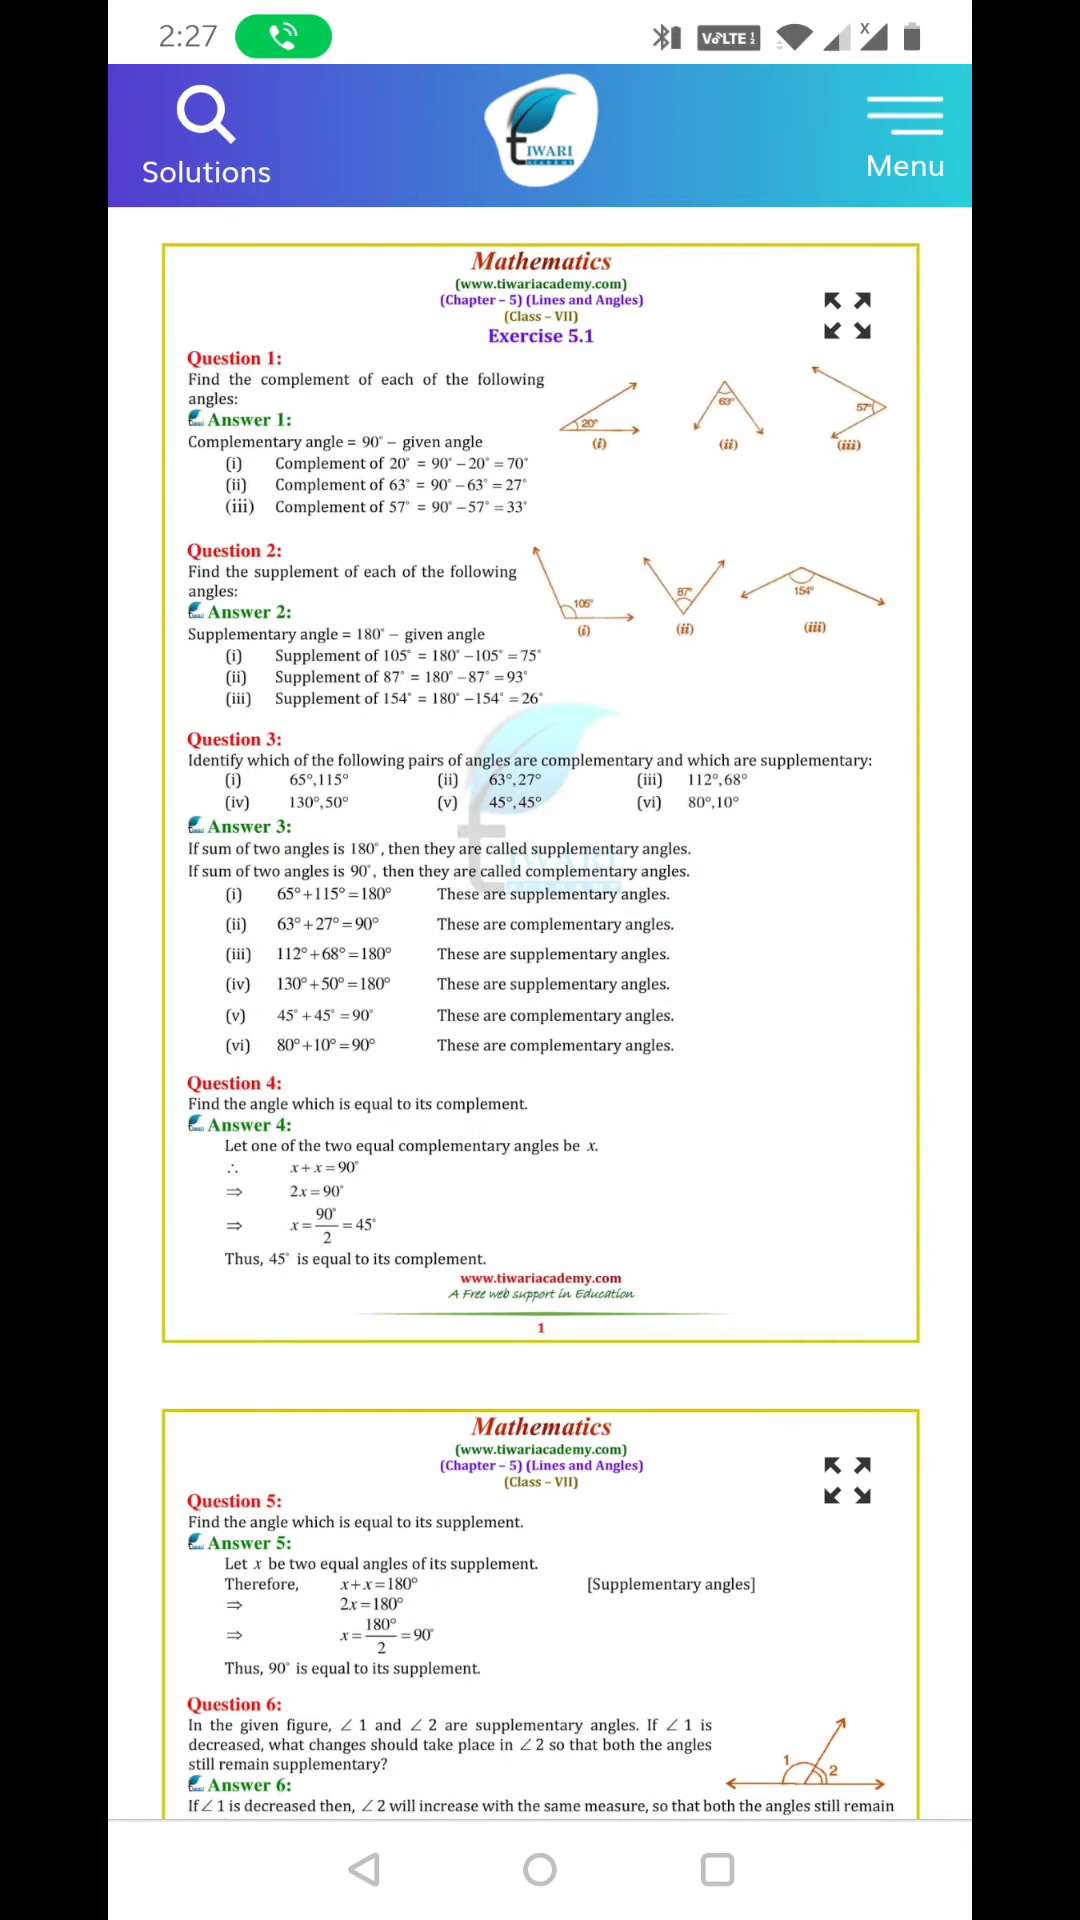 2:27
VoLTE 1
X
Solutions
tIWARI
ACADEMY
Menu
Mathematics
(www.tiwariacademy.com)
(Chapter – 5) (Lines and Angles)
(Class – VII)
Exercise 5.1
Question 1:
Find the complement of each of the following
angles:
20°
(i)
63°
(ii)
57°
(iii)
Answer 1:
Complementary angle = 90° – given angle
(i) Complement of 20° = 90° – 20° = 70°
(ii) Complement of 63° = 90° – 63° = 27°
(iii) Complement of 57° = 90° – 57° = 33°
Question 2:
Find the supplement of each of the following
angles:
105°
(i)
87°
(ii)
154°
(iii)
Answer 2:
Supplementary angle = 180° – given angle
(i) Supplement of 105° = 180° – 105° = 75°
(ii) Supplement of 87° = 180° – 87° = 93°
(iii) Supplement of 154° = 180° – 154° = 26°
Question 3:
Identify which of the following pairs of angles are complementary and which are supplementary:
(i) 65°,115° (ii) 63°,27° (iii) 112°,68°
(iv) 130°,50° (v) 45°,45° (vi) 80°,10°
Answer 3:
If sum of two angles is 180°, then they are called supplementary angles.
If sum of two angles is 90°, then they are called complementary angles.
tIWARI
ACADEMY
(i) 65°+115°=180° These are supplementary angles.
(ii) 63°+27°=90° These are complementary angles.
(iii) 112°+68°=180° These are supplementary angles.
(iv) 130°+50°=180° These are supplementary angles.
(v) 45°+45°=90° These are complementary angles.
(vi) 80°+10°=90° These are complementary angles.
Question 4:
Find the angle which is equal to its complement.
Answer 4:
Let one of the two equal complementary angles be x.
∴ x+x=90°
⇒ 2x=90°
⇒ x=90°/2=45°
Thus, 45° is equal to its complement.
www.tiwariacademy.com
A Free web support in Education
1
Mathematics
(www.tiwariacademy.com)
(Chapter – 5) (Lines and Angles)
(Class – VII)
Question 5:
Find the angle which is equal to its supplement.
Answer 5:
Let x be two equal angles of its supplement.
Therefore, x+x=180° [Supplementary angles]
⇒ 2x=180°
⇒ x=180°/2=90°
Thus, 90° is equal to its supplement.
Question 6:
In the given figure, ∠1 and ∠2 are supplementary angles. If ∠1 is
decreased, what changes should take place in ∠2 so that both the angles
still remain supplementary?
1
2
Answer 6:
If∠1 is decreased then, ∠2 will increase with the same measure, so that both the angles still remain